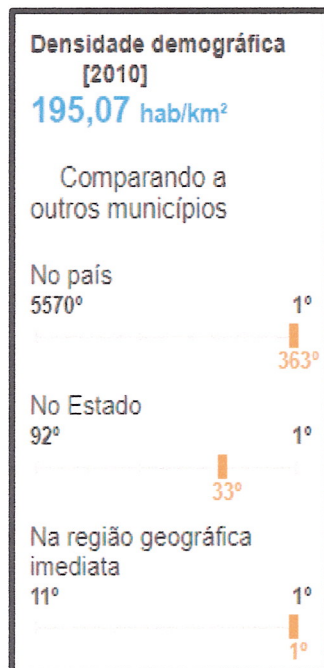 Densidade demográfica
[2010]
195,07 hab/km²
Comparando a
outros municípios
No país
5570º 1º
363º
No Estado
92º 1º
33º
Na região geográfica
imediata
11º 1º
1º